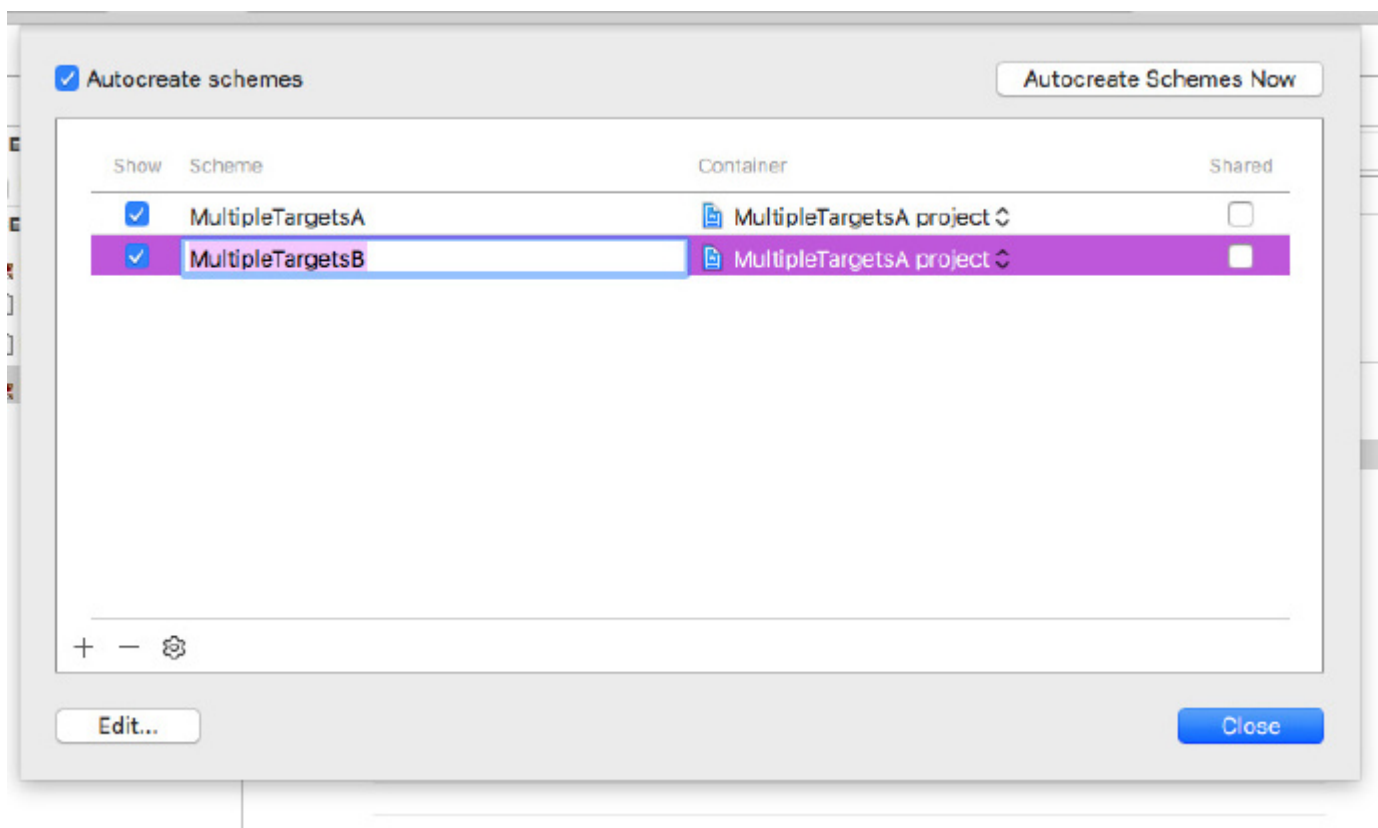 Autocreate schemes Autocreate Schemes Now
Show Scheme Container Shared
MultipleTargetsA MultipleTargetsA project
MultipleTargetsB MultipleTargetsA project
Edit... Close